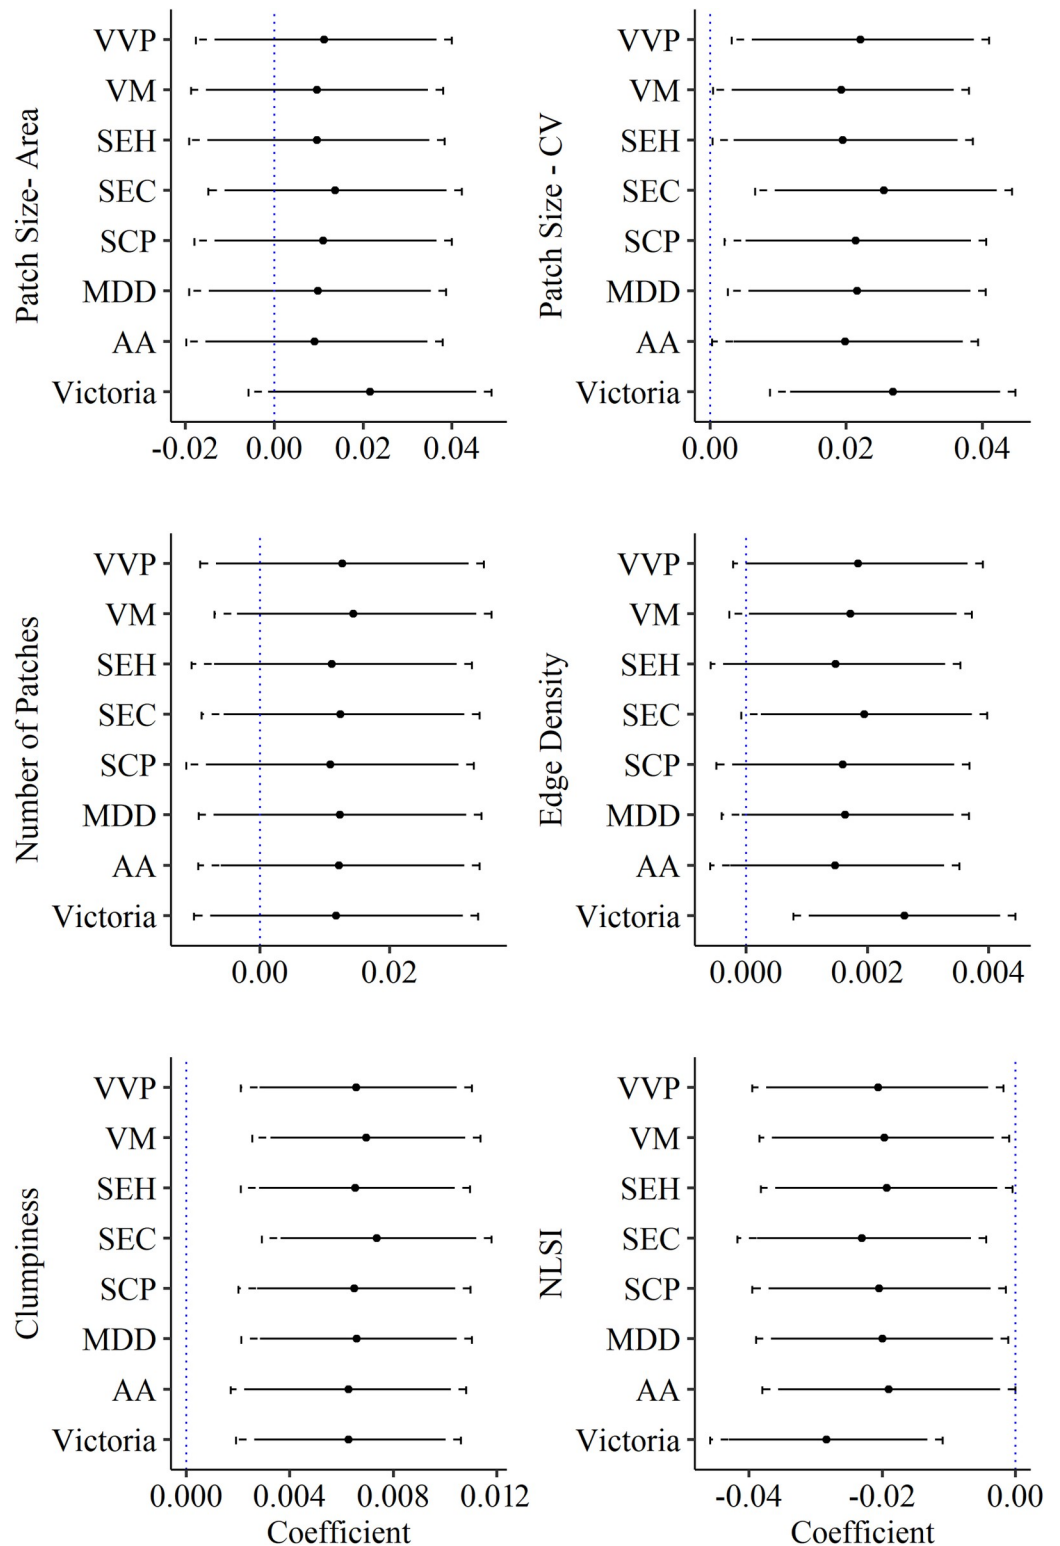 Patch Size- Area
VVP
VM
SEH
SEC
SCP
MDD
AA
Victoria
-0.02 0.00 0.02 0.04
Patch Size - CV
VVP
VM
SEH
SEC
SCP
MDD
AA
Victoria
0.00 0.02 0.04
Number of Patches
VVP
VM
SEH
SEC
SCP
MDD
AA
Victoria
0.00 0.02
Edge Density
VVP
VM
SEH
SEC
SCP
MDD
AA
Victoria
0.000 0.002 0.004
Clumpiness
VVP
VM
SEH
SEC
SCP
MDD
AA
Victoria
0.000 0.004 0.008 0.012
Coefficient
NLSI
VVP
VM
SEH
SEC
SCP
MDD
AA
Victoria
-0.04 -0.02 0.00
Coefficient